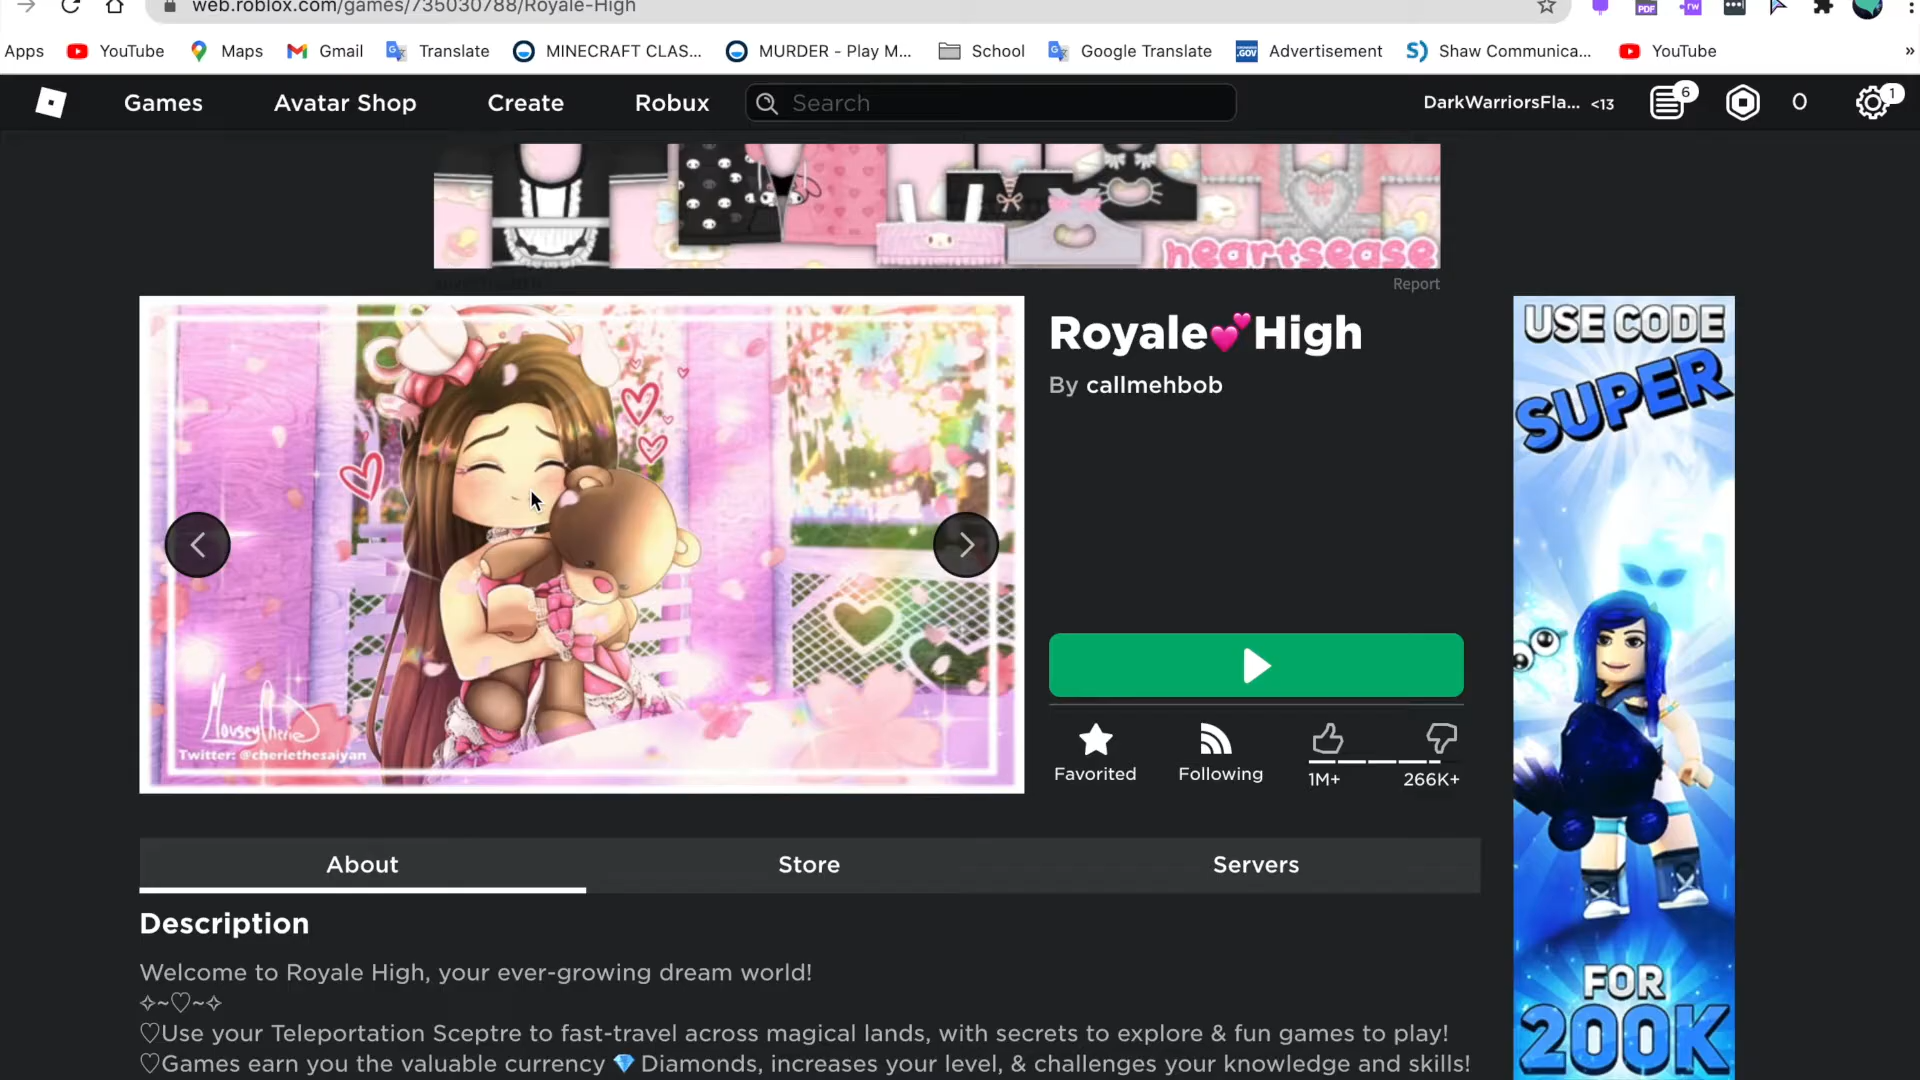 web.roblox.com/games/735030788/Royale-High
Apps YouTube Maps Gmail Translate MINECRAFT CLAS... MURDER - Play M... School Google Translate Advertisement Shaw Communica... YouTube »
Games Avatar Shop Create Robux Search DarkWarriorsFla... <13 6 0 1
heartsease
Report
Royale💕High
By callmehbob
Twitter: @cheriethesaiyan
Favorited Following 1M+ 266K+
About Store Servers
Description
Welcome to Royale High, your ever-growing dream world!
✧~♡~✧
♡Use your Teleportation Sceptre to fast-travel across magical lands, with secrets to explore & fun games to play!
♡Games earn you the valuable currency 💎 Diamonds, increases your level, & challenges your knowledge and skills!
USE CODE
SUPER
FOR
200K